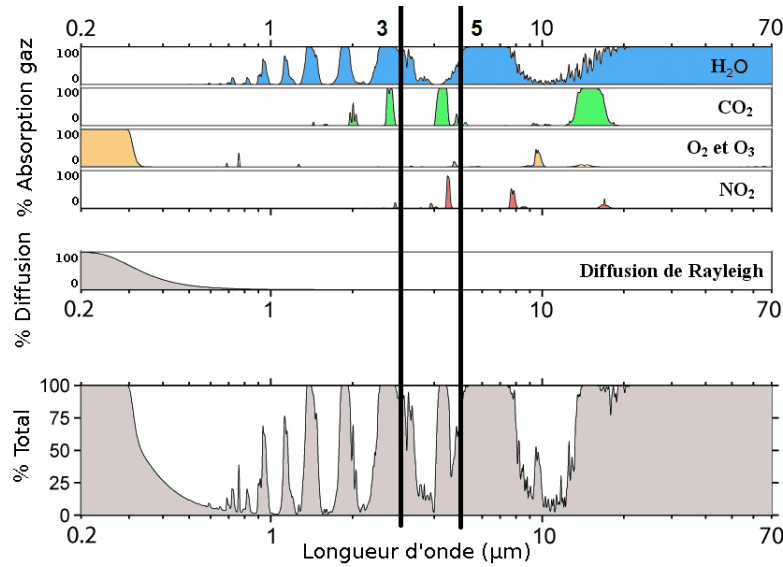 0.2 1 3 5 10 70
% Absorption gaz
100
0
H₂O
100
0
CO₂
100
0
O₂ et O₃
100
0
NO₂
% Diffusion
100
0
Diffusion de Rayleigh
0.2 1 10 70
% Total
100
75
50
25
0
0.2 1 10 70
Longueur d'onde (µm)